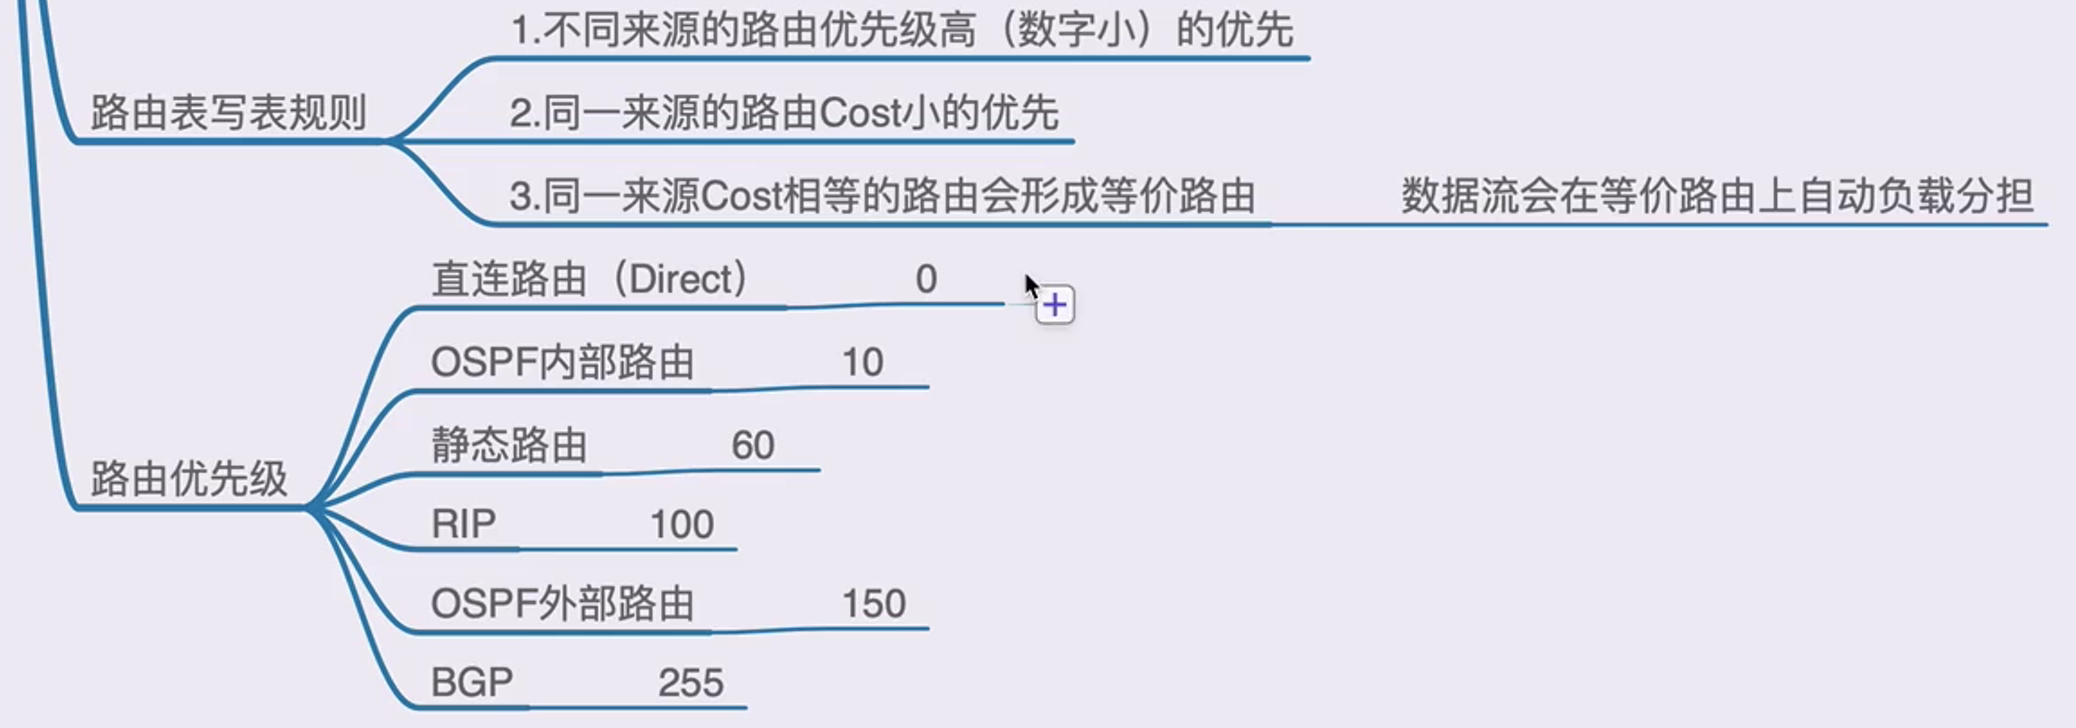 1.不同来源的路由优先级高（数字小）的优先
路由表写表规则
2.同一来源的路由Cost小的优先
3.同一来源Cost相等的路由会形成等价路由
数据流会在等价路由上自动负载分担
直连路由（Direct）
0
OSPF内部路由
10
静态路由
60
路由优先级
RIP
100
OSPF外部路由
150
BGP
255